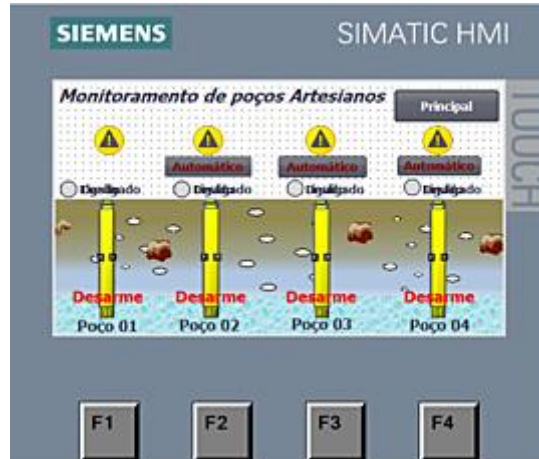 SIEMENS
SIMATIC HMI
TOUCH
Monitoramento de poços Artesianos
Principal
Automático
Automático
Automático
Desarme
Desarme
Desarme
Desarme
Poço 01
Poço 02
Poço 03
Poço 04
F1
F2
F3
F4